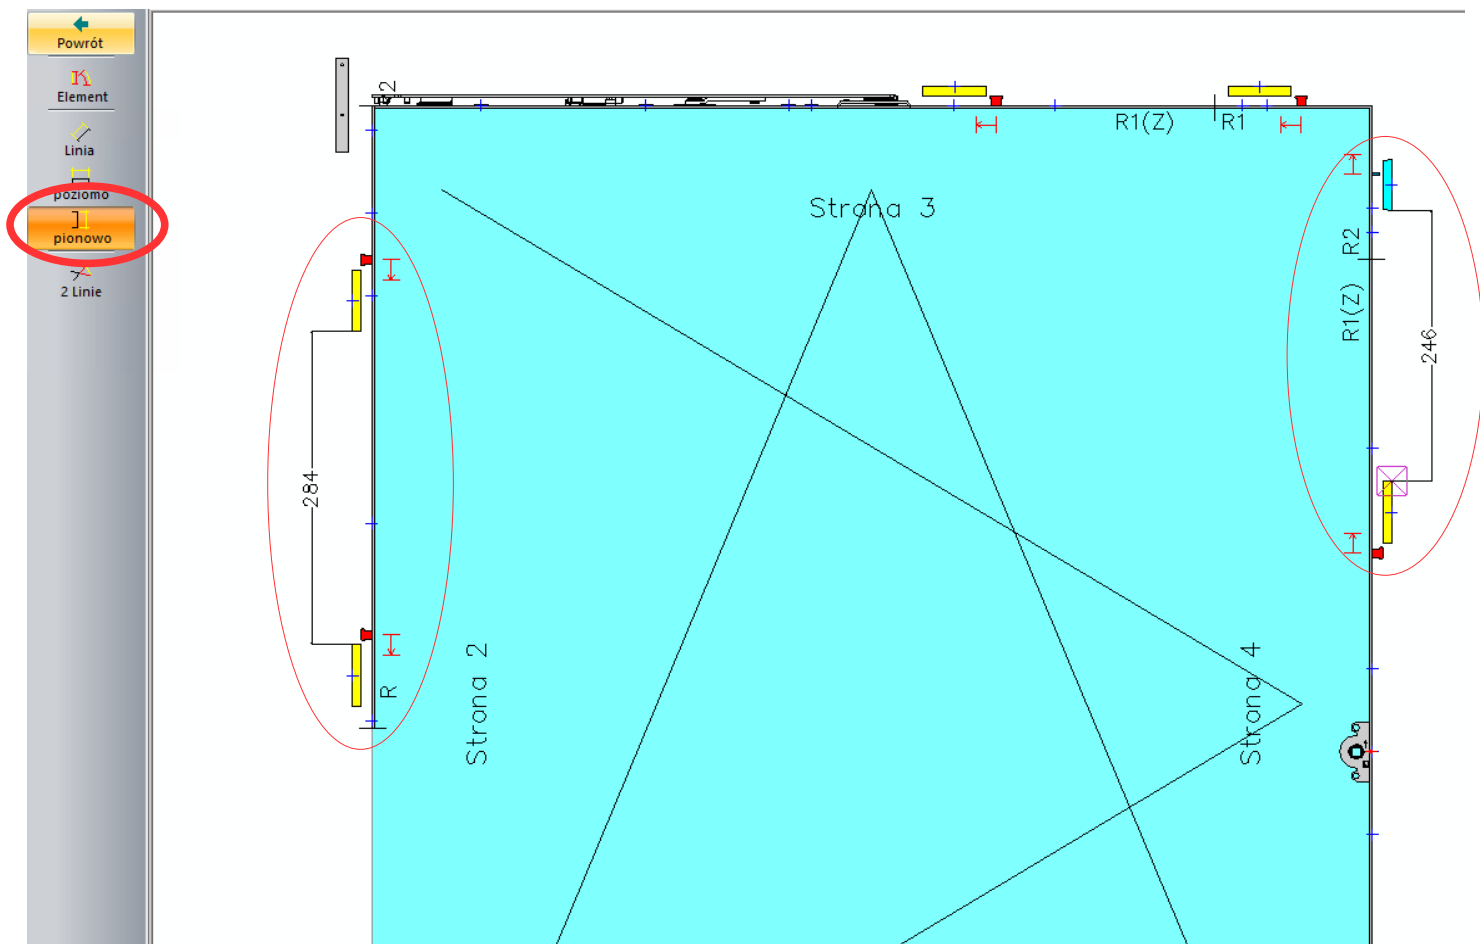 Powrót
Element
Linia
poziomo
pionowo
2 Linie
2
R1(Z)
R1
Strona 3
R2
R1(Z)
246
284
R
Strona 2
Strona 4